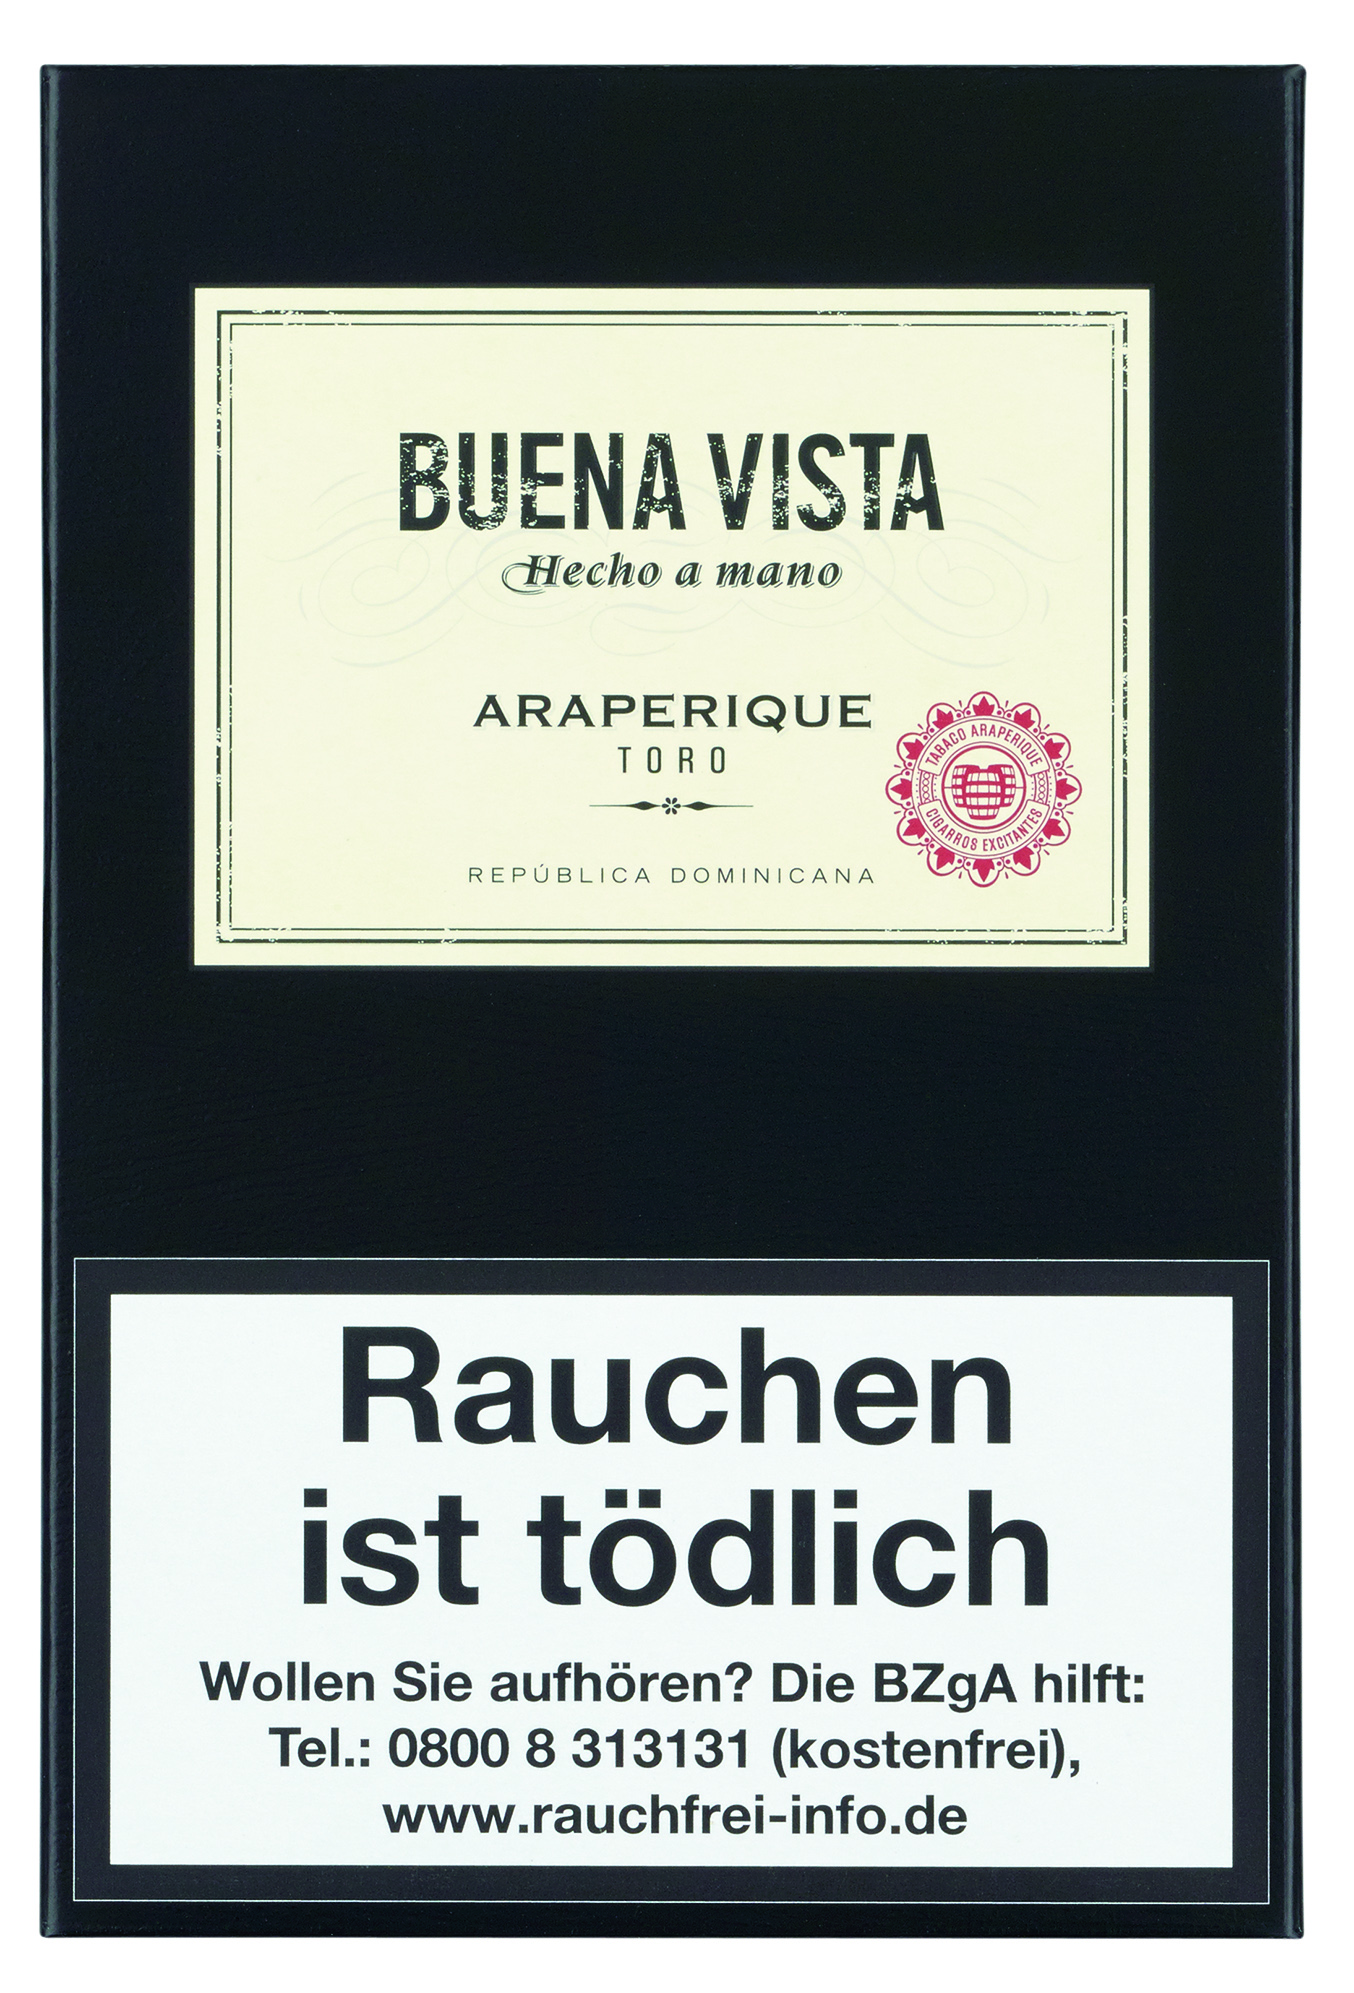 BUENA VISTA
Hecho a mano
ARAPERIQUE
TORO
TABACO ARAPERIQUE
CIGARROS EXCITANTES
REPÚBLICA DOMINICANA
Rauchen
ist tödlich
Wollen Sie aufhören? Die BZgA hilft:
Tel.: 0800 8 313131 (kostenfrei),
www.rauchfrei-info.de